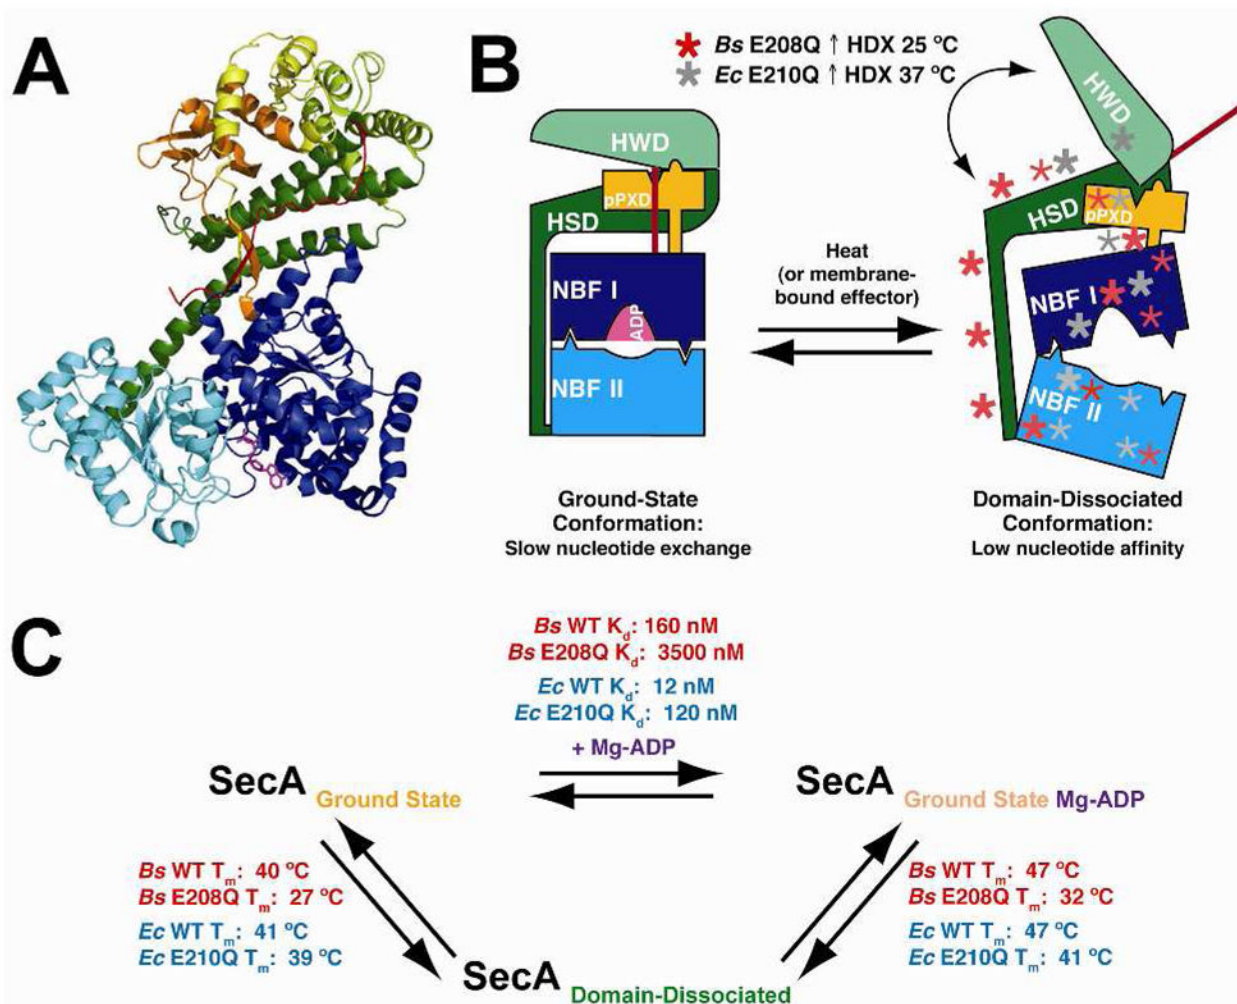 A
B
* Bs E208Q ↑ HDX 25 °C
* Ec E210Q ↑ HDX 37 °C
HWD
pPXD
HSD
NBF I
ADP
NBF II
Heat
(or membrane-
bound effector)
HWD
HSD
pPXD
NBF I
NBF II
Ground-State
Conformation:
Slow nucleotide exchange
Domain-Dissociated
Conformation:
Low nucleotide affinity
C
Bs WT Kd: 160 nM
Bs E208Q Kd: 3500 nM
Ec WT Kd: 12 nM
Ec E210Q Kd: 120 nM
+ Mg-ADP
SecA Ground State
SecA Ground State Mg-ADP
Bs WT Tm: 40 °C
Bs E208Q Tm: 27 °C
Ec WT Tm: 41 °C
Ec E210Q Tm: 39 °C
Bs WT Tm: 47 °C
Bs E208Q Tm: 32 °C
Ec WT Tm: 47 °C
Ec E210Q Tm: 41 °C
SecA Domain-Dissociated